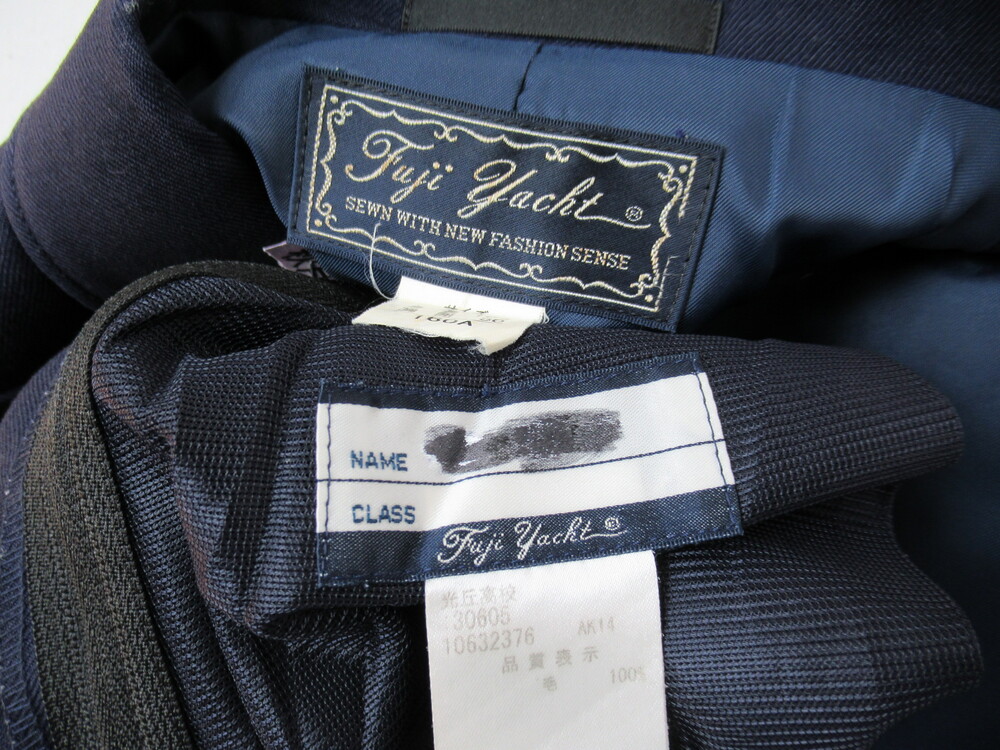 Fuji Yacht®
SEWN WITH NEW FASHION SENSE
160A
NAME
CLASS
Fuji Yacht®
光丘高校
30605
10632376 AK14
品質表示
100%